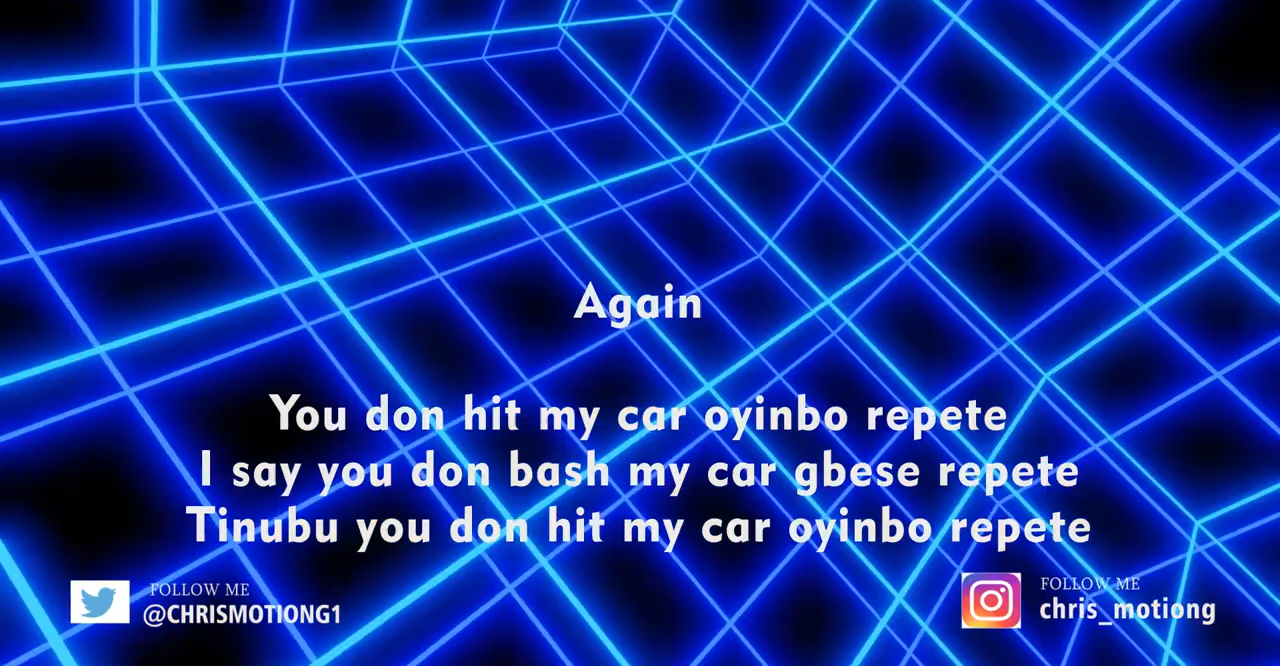 Again
You don hit my car oyinbo repete
I say you don bash my car gbese repete
Tinubu you don hit my car oyinbo repete
FOLLOW ME
@CHRISMOTIONG1
FOLLOW ME
chris_motiong